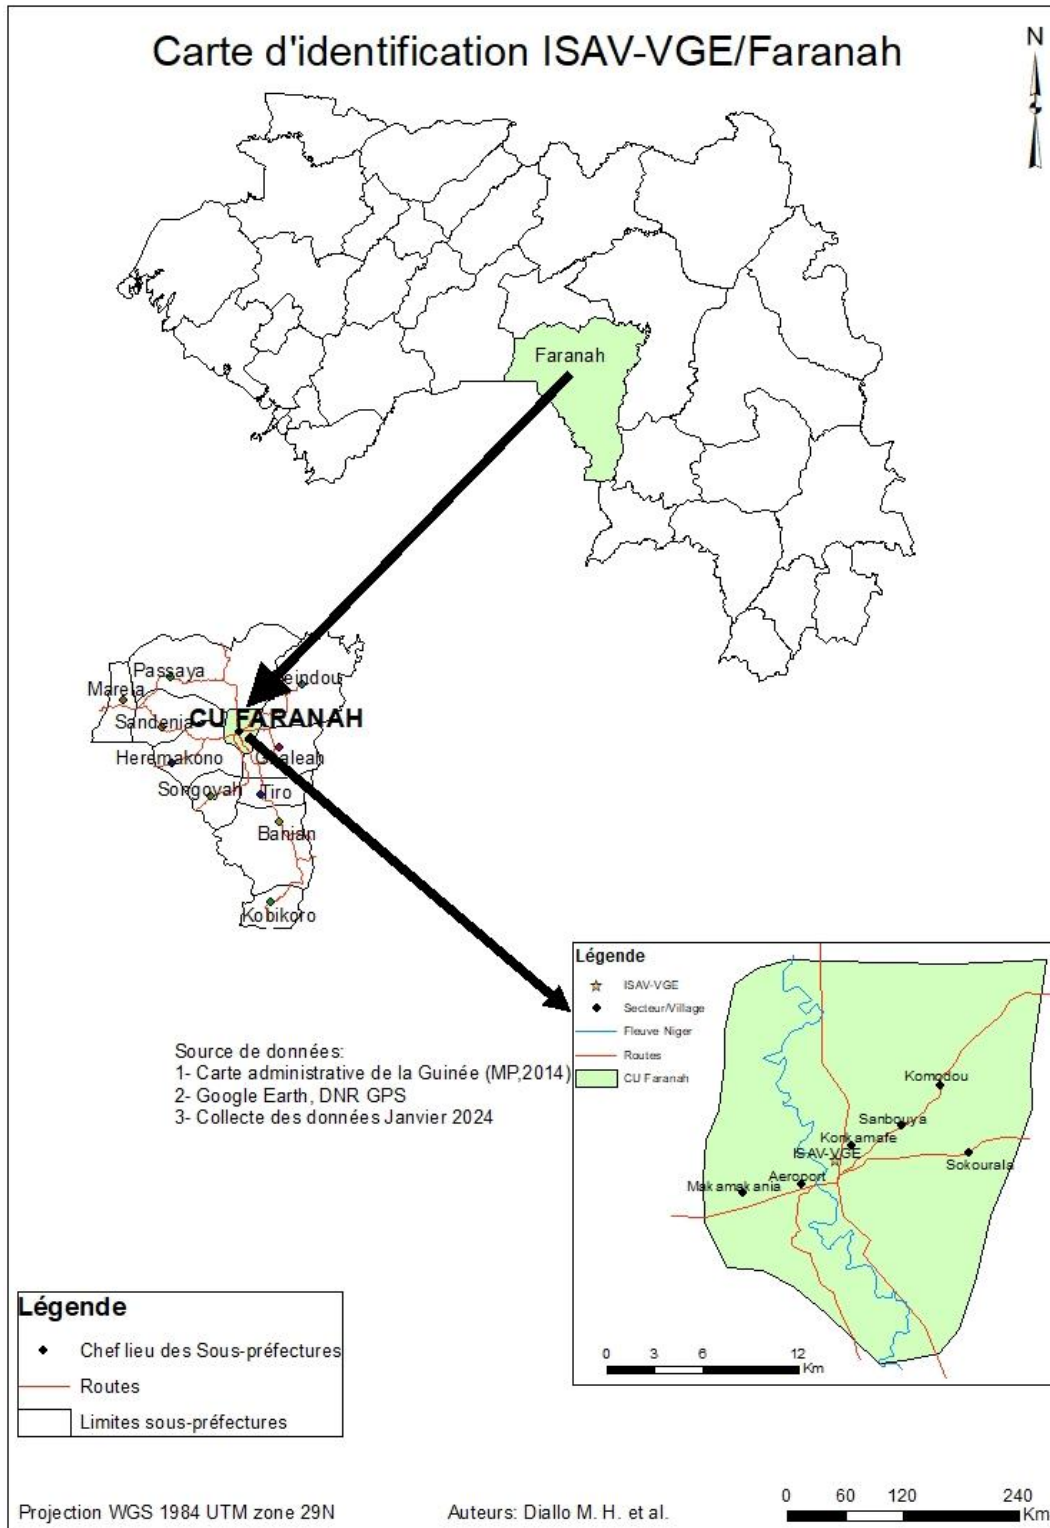 Carte d'identification ISAV-VGE/Faranah
N
Faranah
Passaya
eindou
Marela
Sandenia
CU FARANAH
Heremakono
Songoyah
Tiro
Banian
Kobikoro
Légende
ISAV-VGE
Secteur/Village
Fleuve Niger
Routes
CU Faranah
Komodou
Sanbouya
Konkamafe
ISAV-VGE
Sokourala
Aeroport
Makamakania
0 3 6 12
Km
Source de données:
1- Carte administrative de la Guinée (MP,2014)
2- Google Earth, DNR GPS
3- Collecte des données Janvier 2024
Légende
Chef lieu des Sous-préfectures
Routes
Limites sous-préfectures
Projection WGS 1984 UTM zone 29N
Auteurs: Diallo M. H. et al.
0 60 120 240
Km